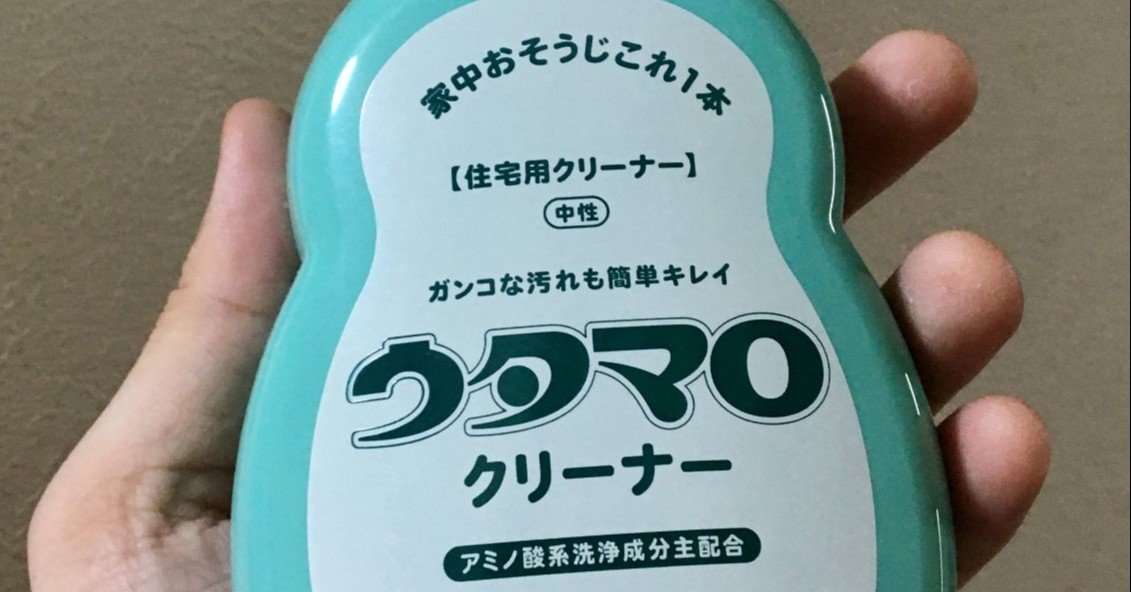 家中おそうじこれ1本
【住宅用クリーナー】
中性
ガンコな汚れも簡単キレイ
ウタマロ
クリーナー
アミノ酸系洗浄成分主配合